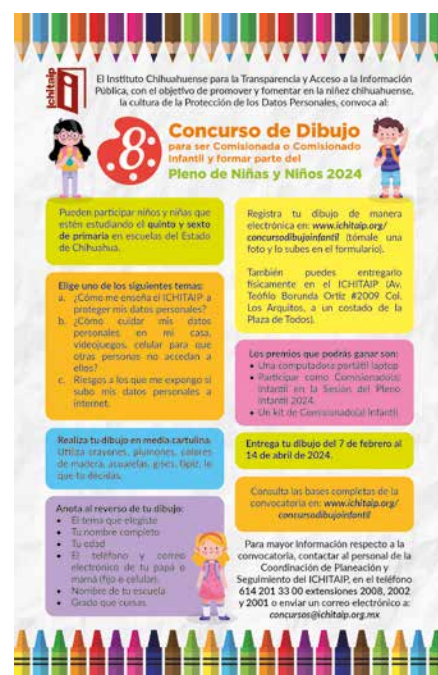 ichitaip
El Instituto Chihuahuense para la Transparencia y Acceso a la Información
Pública, con el objetivo de promover y fomentar en la niñez chihuahuense,
la cultura de la Protección de los Datos Personales, convoca al:
8
Concurso de Dibujo
para ser Comisionada o Comisionado
Infantil y formar parte del
Pleno de Niñas y Niños 2024
Pueden participar niños y niñas que
estén estudiando el quinto y sexto
de primaria en escuelas del Estado
de Chihuahua.
Elige uno de los siguientes temas:
a. ¿Cómo me enseña el ICHITAIP a
proteger mis datos personales?
b. ¿Cómo cuidar mis datos
personales en mi casa,
videojuegos, celular para que
otras personas no accedan a
ellos?
c. Riesgos a los que me expongo si
subo mis datos personales a
internet.
Realiza tu dibujo en media cartulina.
Utiliza crayones, plumones, colores
de madera, acuarelas, gises, lápiz, lo
que tu decidas.
Anota al reverso de tu dibujo:
• El tema que elegiste
• Tu nombre completo
• Tu edad
• El teléfono y correo
electrónico de tu papá o
mamá (fijo o celular).
• Nombre de tu escuela
• Grado que cursas
Registra tu dibujo de manera
electrónica en: www.ichitaip.org/
concursodibujoinfantil (tómale una
foto y lo subes en el formulario).
También puedes entregarlo
físicamente en el ICHITAIP (Av.
Teófilo Borunda Ortiz #2009 Col.
Los Arquitos, a un costado de la
Plaza de Todos).
Los premios que podrás ganar son:
• Una computadora portátil laptop
• Participar como Comisionado(a)
Infantil en la Sesión del Pleno
Infantil 2024.
• Un kit de Comisionado(a) Infantil
Entrega tu dibujo del 7 de febrero al
14 de abril de 2024.
Consulta las bases completas de la
convocatoria en: www.ichitaip.org/
concursodibujoinfantil
Para mayor información respecto a la
convocatoria, contactar al personal de la
Coordinación de Planeación y
Seguimiento del ICHITAIP, en el teléfono
614 201 33 00 extensiones 2008, 2002
y 2001 o enviar un correo electrónico a:
concursos@ichitaip.org.mx